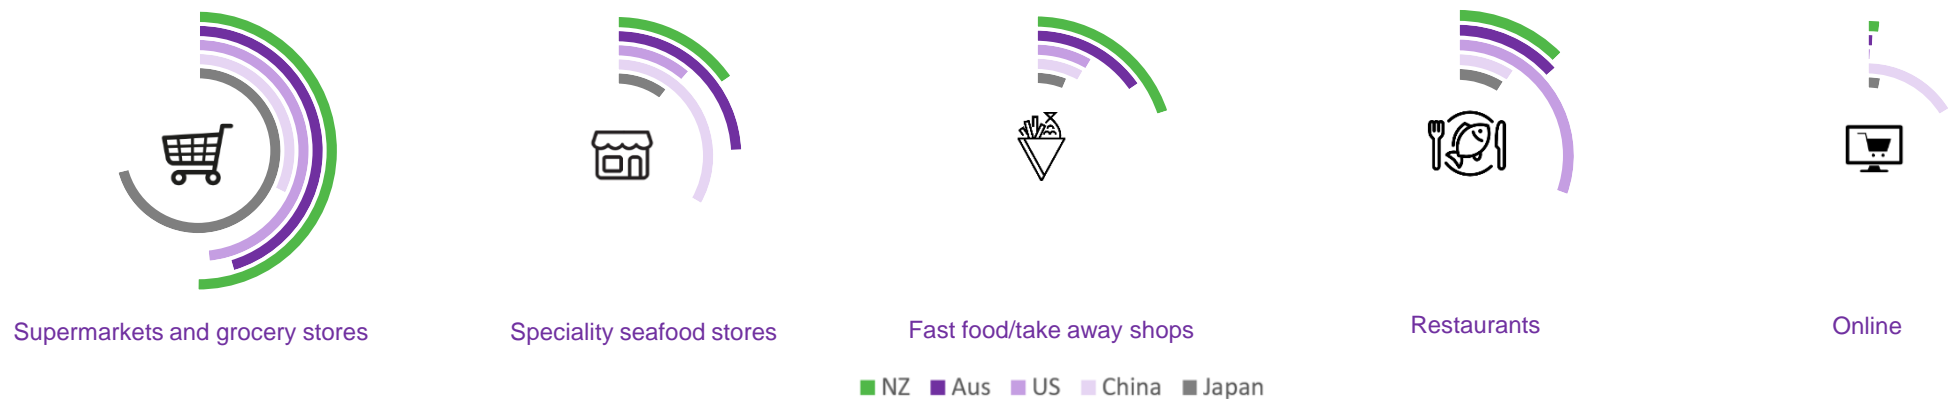 Supermarkets and grocery stores
Speciality seafood stores
Fast food/take away shops
Restaurants
Online
NZ Aus US China Japan